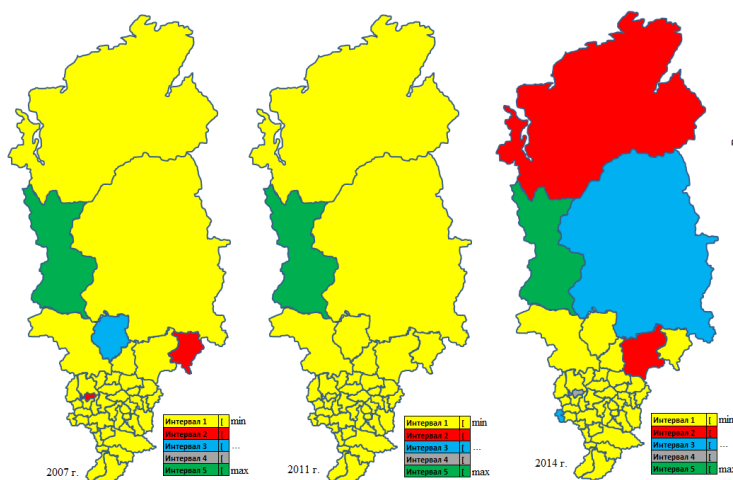 Интервал 1 [ min
Интервал 2 [
Интервал 3 [ ...
Интервал 4 [
Интервал 5 [ max
2007 г.
Интервал 1 [ min
Интервал 2 [
Интервал 3 [ ...
Интервал 4 [
Интервал 5 [ max
2011 г.
Интервал 1 [ min
Интервал 2 [
Интервал 3 [ ...
Интервал 4 [
Интервал 5 [ max
2014 г.